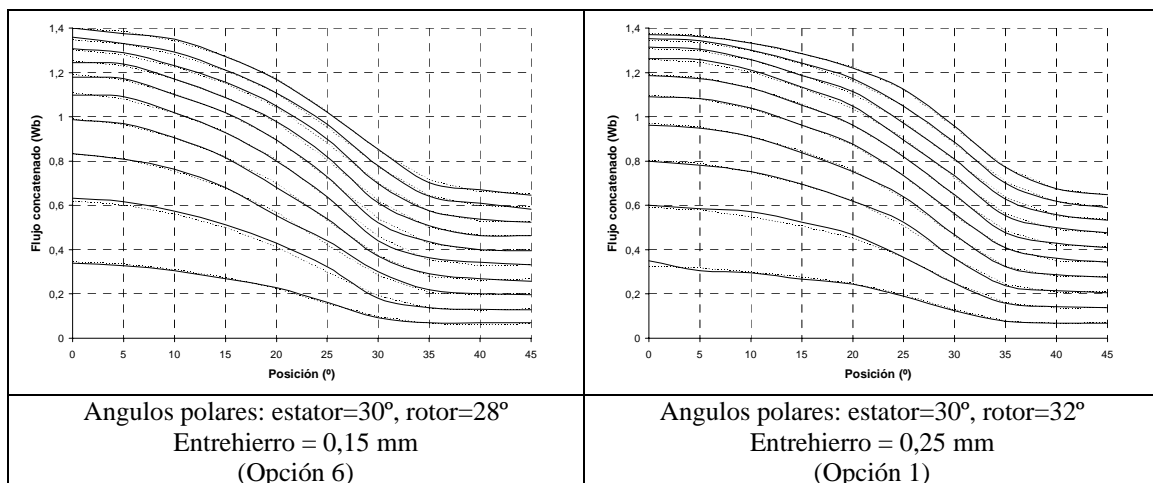 1,4
1,2
1
0,8
0,6
0,4
0,2
0
Flujo concatenado (Wb)
0 5 10 15 20 25 30 35 40 45
Posición (º)
1,4
1,2
1
0,8
0,6
0,4
0,2
0
Flujo concatenado (Wb)
0 5 10 15 20 25 30 35 40 45
Posición (º)
Angulos polares: estator=30º, rotor=28º
Entrehierro = 0,15 mm
(Opción 6)
Angulos polares: estator=30º, rotor=32º
Entrehierro = 0,25 mm
(Opción 1)